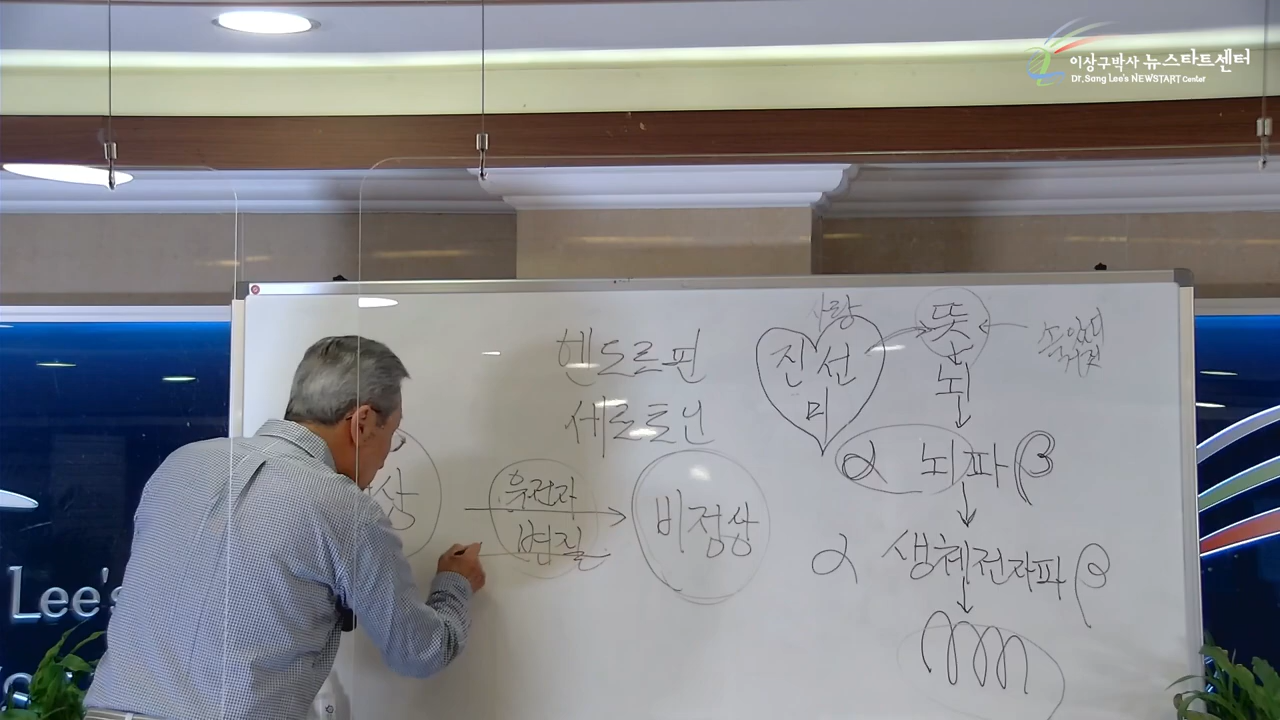 이상구박사 뉴스타트센터
Dr. Sang Lee's NEWSTART Center
사랑
뜻
엔도르핀
진 선
미
뇌
세로토닌
α 뇌파 β
상
유전자
변질
비정상
α 생체전자파 β
Lee's